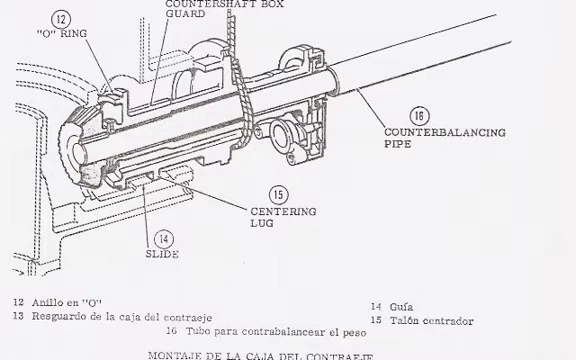 COUNTERSHAFT BOX
GUARD
12
"O" RING
16
COUNTERBALANCING
PIPE
15
CENTERING
LUG
14
SLIDE
12 Anillo en "O"
13 Resguardo de la caja del contraeje
14 Guía
15 Talón centrador
16 Tubo para contrabalancear el peso
MONTAJE DE LA CAJA DEL CONTRAEJE